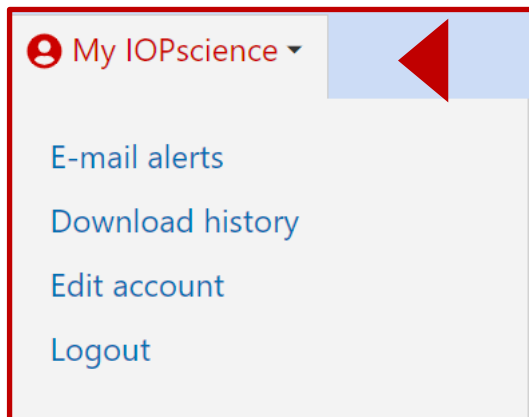 My IOPscience
E-mail alerts
Download history
Edit account
Logout